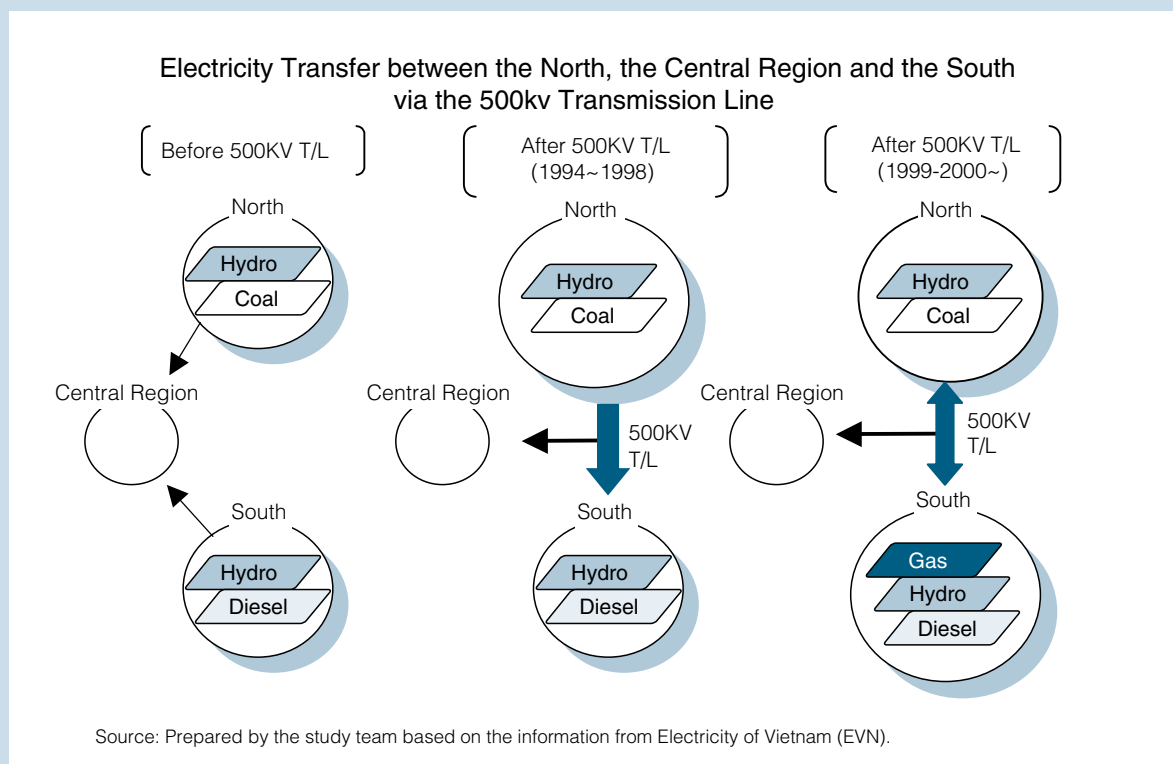 Electricity Transfer between the North, the Central Region and the South
via the 500kv Transmission Line
Before 500KV T/L
North
Hydro
Coal
Central Region
South
Hydro
Diesel
After 500KV T/L
(1994~1998)
North
Hydro
Coal
Central Region
500KV
T/L
South
Hydro
Diesel
After 500KV T/L
(1999-2000~)
North
Hydro
Coal
Central Region
500KV
T/L
South
Gas
Hydro
Diesel
Source: Prepared by the study team based on the information from Electricity of Vietnam (EVN).